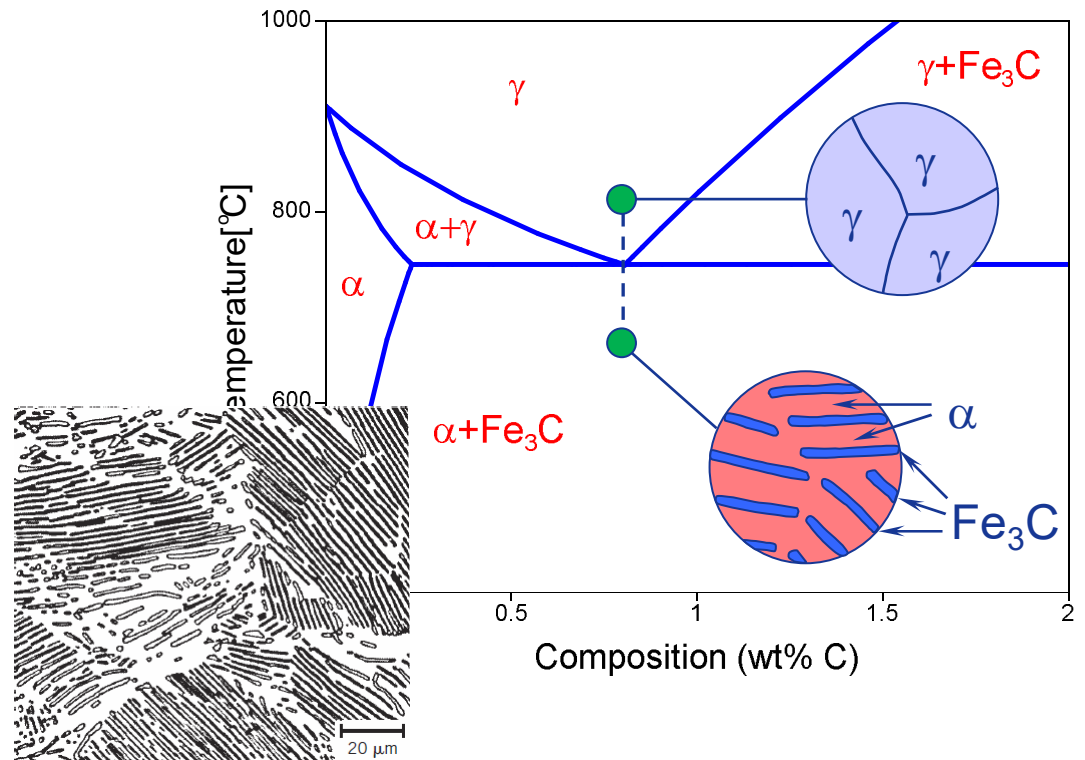 1000
γ
γ+Fe₃C
γ
800
γ
α+γ
γ
α
emperature[°C]
600
α
α+Fe₃C
Fe₃C
0.5
1
1.5
2
Composition (wt% C)
20 μm